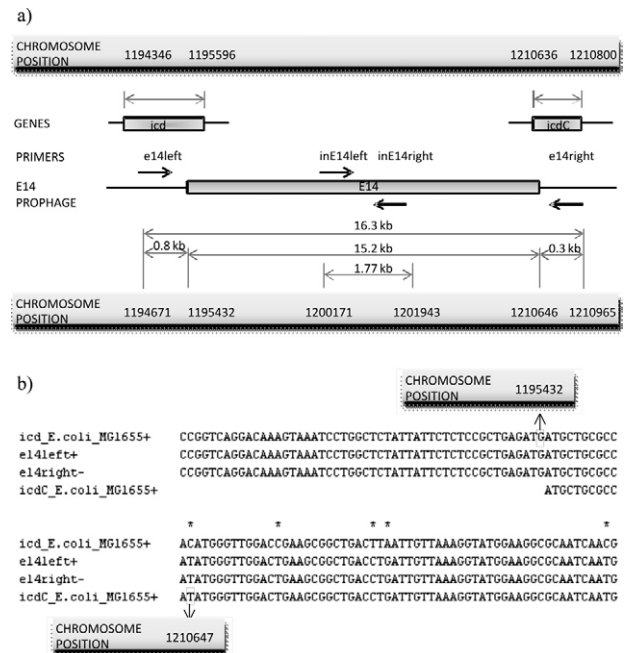 a)
CHROMOSOME
POSITION
1194346 1195596 1210636 1210800
GENES icd icdC
PRIMERS e14left inE14left inE14right e14right
E14
PROPHAGE
E14
16.3 kb
0.8 kb 15.2 kb 0.3 kb
1.77 kb
CHROMOSOME
POSITION
1194671 1195432 1200171 1201943 1210646 1210965
b)
CHROMOSOME
POSITION
1195432
icd_E.coli_MG1655+ CCGGTCAGGACAAAGTAAATCCTGGCTCTATTATTCTCTCCGCTGAGATGATGCTGCGCC
e14left+ CCGGTCAGGACAAAGTAAATCCTGGCTCTATTATTCTCTCCGCTGAGATGATGCTGCGCC
e14right- CCGGTCAGGACAAAGTAAATCCTGGCTCTATTATTCTCTCCGCTGAGATGATGCTGCGCC
icdC_E.coli_MG1655+ ATGCTGCGCC
* * * * *
icd_E.coli_MG1655+ ACATGGGTTGGACCGAAGCGGCTGACTTAATTGTTAAAGGTATGGAAGGCGCAATCAACG
e14left+ ATATGGGTTGGACTGAAGCGGCTGACCTGATTGTTAAAGGTATGGAAGGCGCAATCAATG
e14right- ATATGGGTTGGACTGAAGCGGCTGACCTGATTGTTAAAGGTATGGAAGGCGCAATCAATG
icdC_E.coli_MG1655+ ATATGGGTTGGACTGAAGCGGCTGACCTGATTGTTAAAGGTATGGAAGGCGCAATCAATG
CHROMOSOME
POSITION
1210647